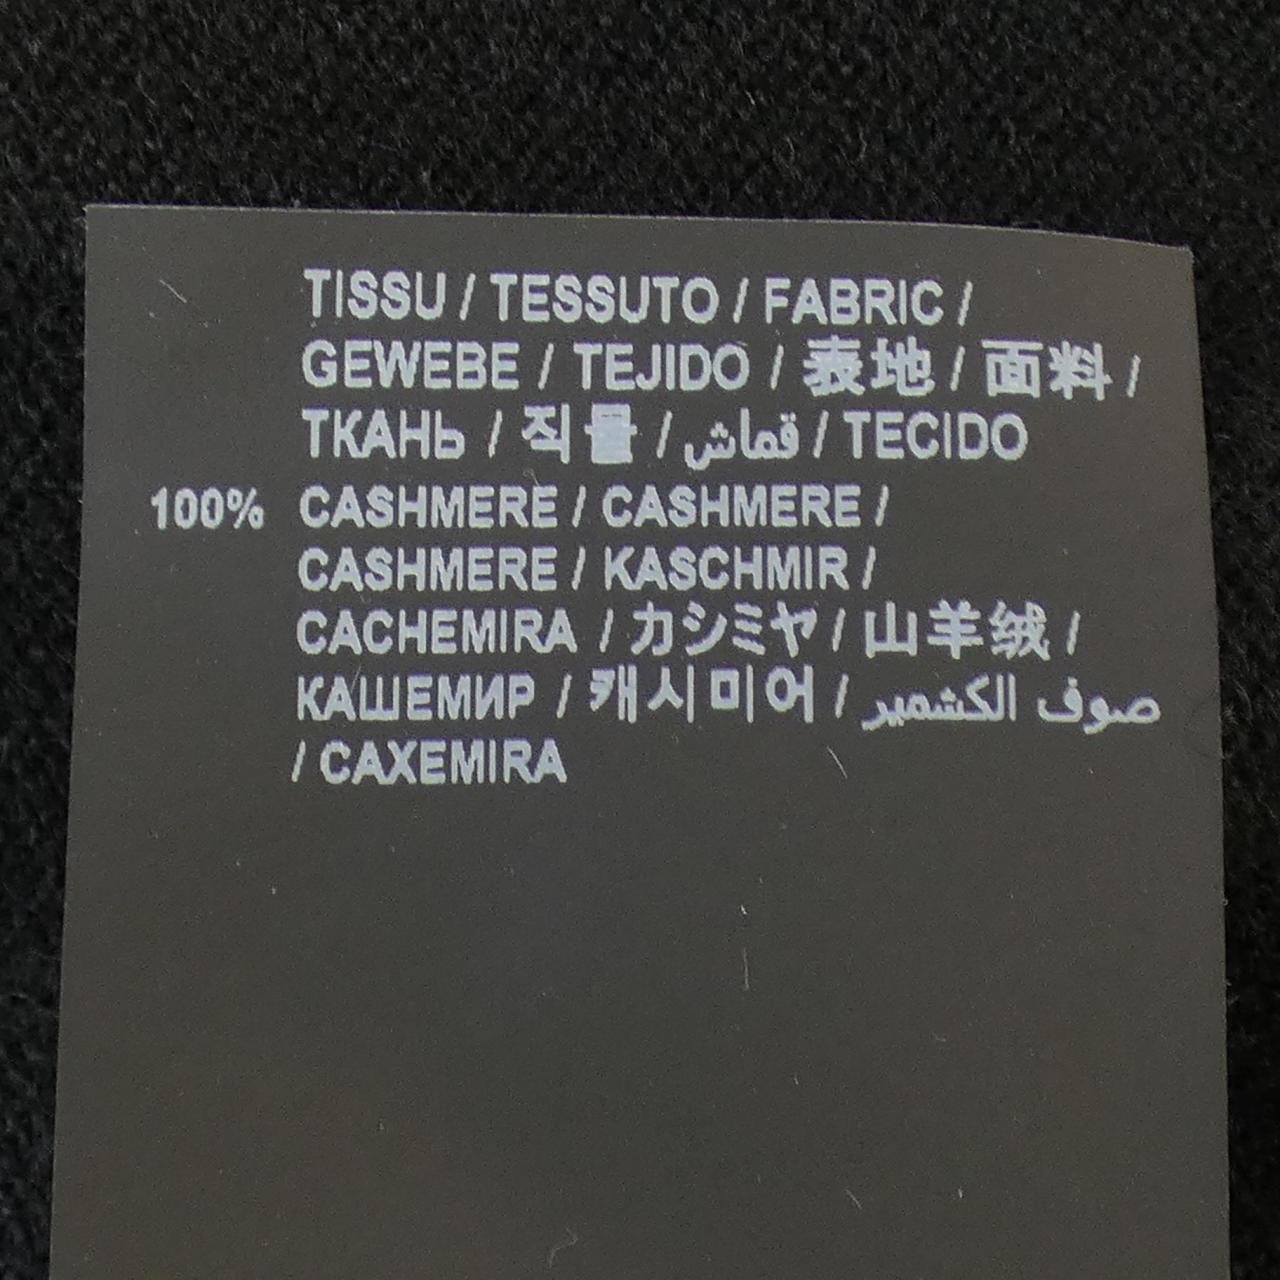 TISSU / TESSUTO / FABRIC /
GEWEBE / TEJIDO / 表地 / 面料 /
ТКАНЬ / 직물 / قماش / TECIDO
100% CASHMERE / CASHMERE /
CASHMERE / KASCHMIR /
CACHEMIRA / カシミヤ / 山羊绒 /
КАШЕМИР / 캐시미어 / صوف الكشمير
/ CAXEMIRA